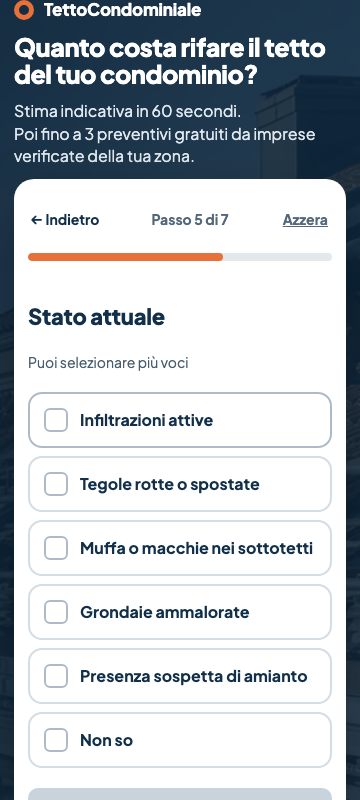 TettoCondominiale
Quanto costa rifare il tetto
del tuo condominio?
Stima indicativa in 60 secondi.
Poi fino a 3 preventivi gratuiti da imprese
verificate della tua zona.
← Indietro
Passo 5 di 7
Azzera
Stato attuale
Puoi selezionare più voci
Infiltrazioni attive
Tegole rotte o spostate
Muffa o macchie nei sottotetti
Grondaie ammalorate
Presenza sospetta di amianto
Non so